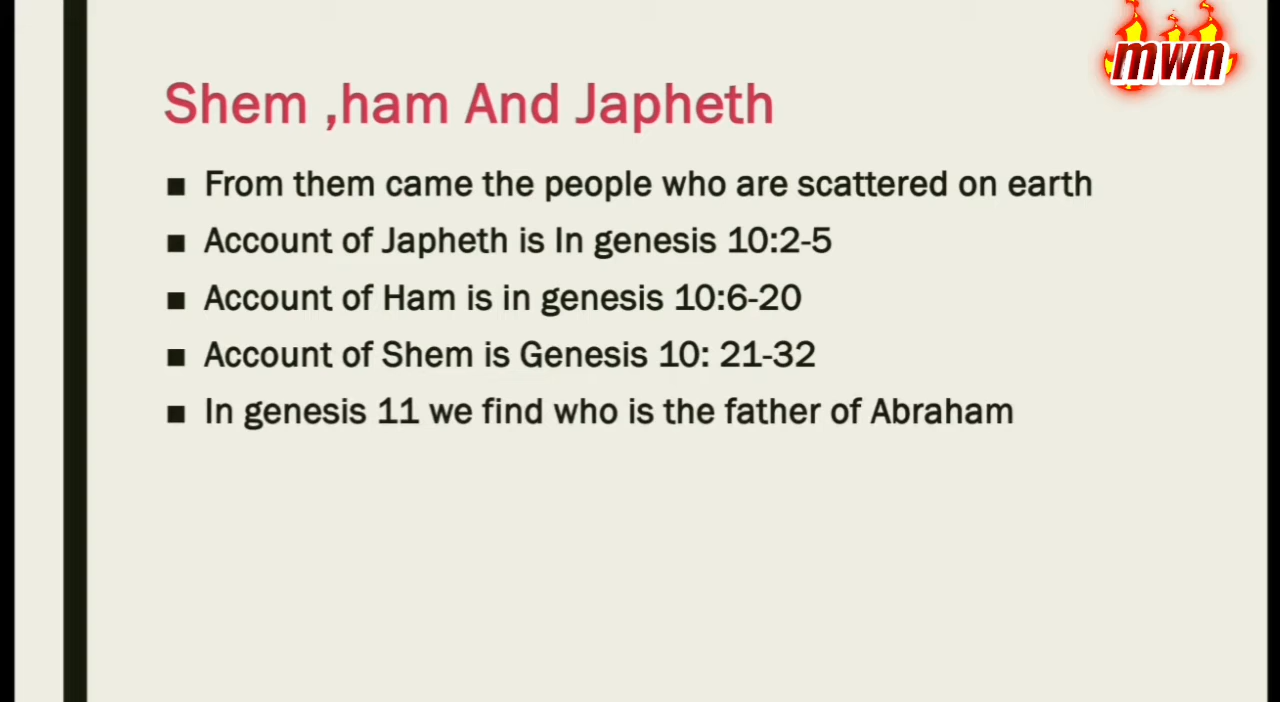 mwn
Shem ,ham And Japheth
▪ From them came the people who are scattered on earth
▪ Account of Japheth is In genesis 10:2-5
▪ Account of Ham is in genesis 10:6-20
▪ Account of Shem is Genesis 10: 21-32
▪ In genesis 11 we find who is the father of Abraham